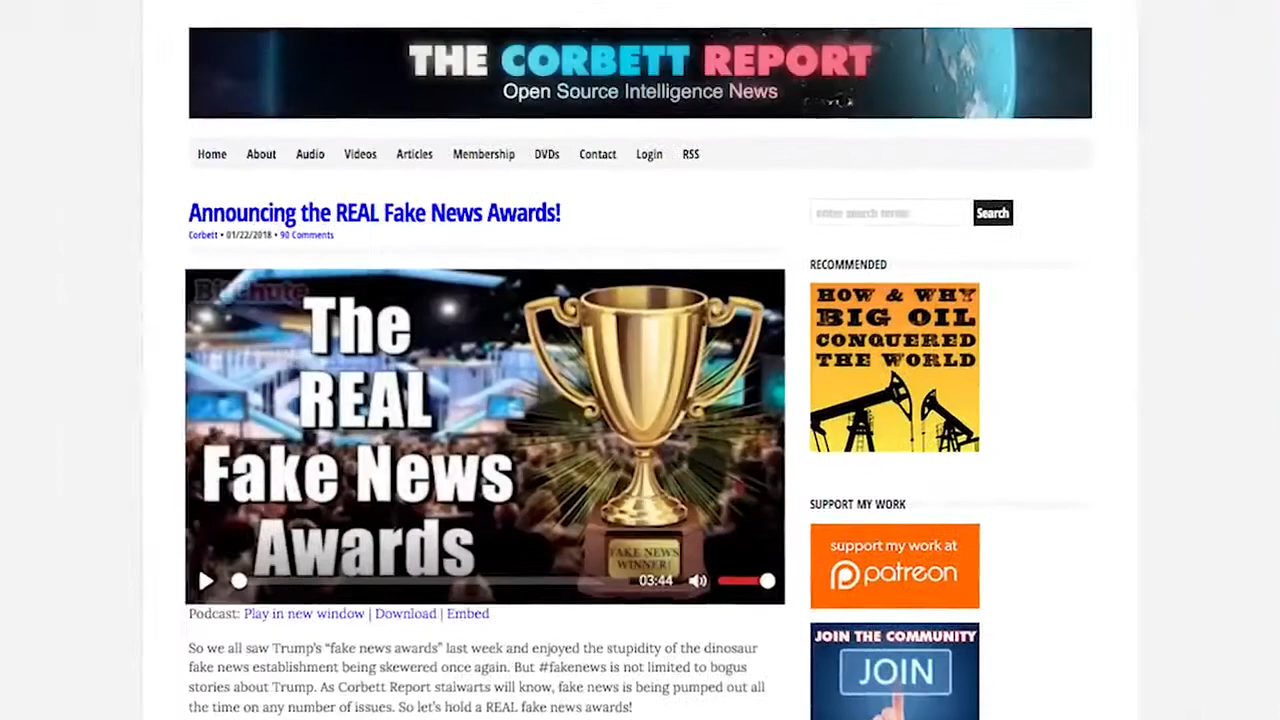 THE CORBETT REPORT
Open Source Intelligence News
Home About Audio Videos Articles Membership DVDs Contact Login RSS
Announcing the REAL Fake News Awards!
Corbett • 01/22/2018 • 90 Comments
Bitchute
The
REAL
Fake News
Awards
FAKE NEWS
WINNER!
03:44
Podcast: Play in new window | Download | Embed
So we all saw Trump's “fake news awards” last week and enjoyed the stupidity of the dinosaur
fake news establishment being skewered once again. But #fakenews is not limited to bogus
stories about Trump. As Corbett Report stalwarts will know, fake news is being pumped out all
the time on any number of issues. So let's hold a REAL fake news awards!
enter search terms Search
RECOMMENDED
HOW & WHY
BIG OIL
CONQUERED
THE WORLD
SUPPORT MY WORK
support my work at
patreon
JOIN THE COMMUNITY
JOIN